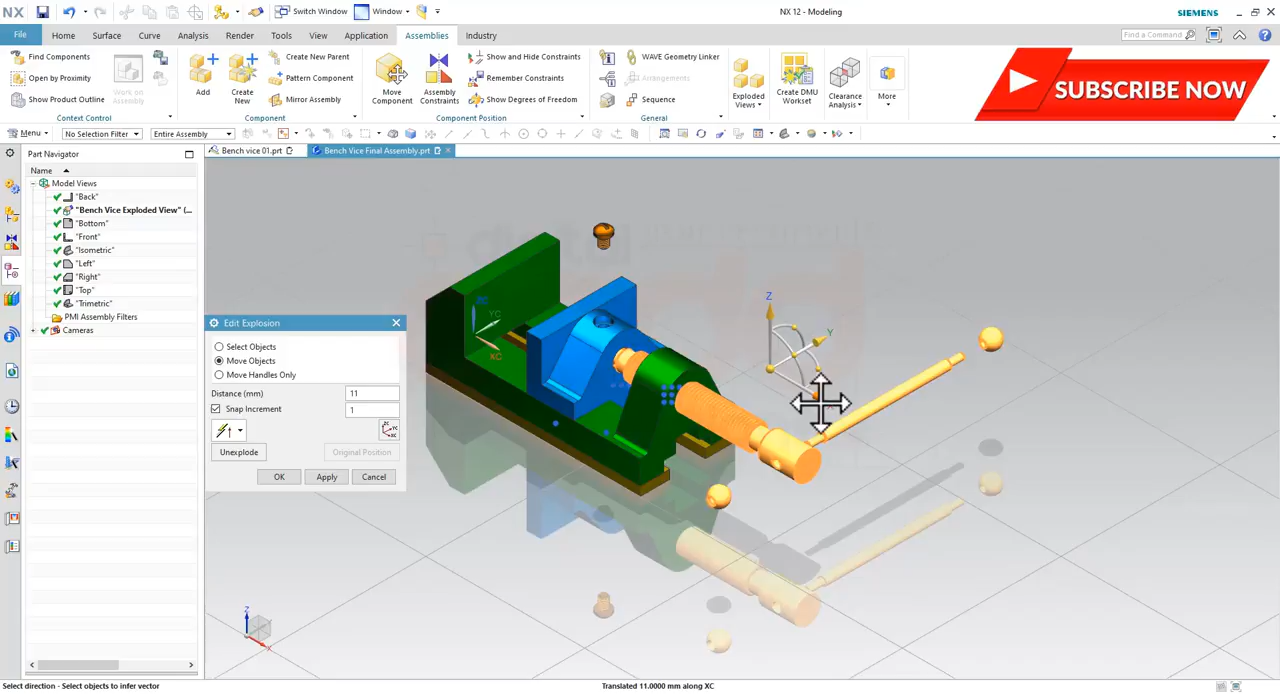 NX
Switch Window
Window
NX 12 - Modeling
SIEMENS
File
Home
Surface
Curve
Analysis
Render
Tools
View
Application
Assemblies
Industry
Find a Command
Find Components
Open by Proximity
Show Product Outline
Work on Assembly
Context Control
Add
Create New
Create New Parent
Pattern Component
Mirror Assembly
Component
Move Component
Assembly Constraints
Show and Hide Constraints
Remember Constraints
Show Degrees of Freedom
Component Position
WAVE Geometry Linker
Arrangements
Sequence
General
Exploded Views
Create DMU Workset
Clearance Analysis
More
SUBSCRIBE NOW
Menu
No Selection Filter
Entire Assembly
Part Navigator
Bench vice 01.prt
Bench Vice Final Assembly.prt
Name
Model Views
"Back"
"Bench Vice Exploded View" (...
"Bottom"
"Front"
"Isometric"
"Left"
"Right"
"Top"
"Trimetric"
PMI Assembly Filters
Cameras
Edit Explosion
Select Objects
Move Objects
Move Handles Only
Distance (mm)
11
Snap Increment
1
Unexplode
Original Position
OK
Apply
Cancel
ZC
YC
XC
Z
Y
Z
X
Select direction - Select objects to infer vector
Translated 11.0000 mm along XC